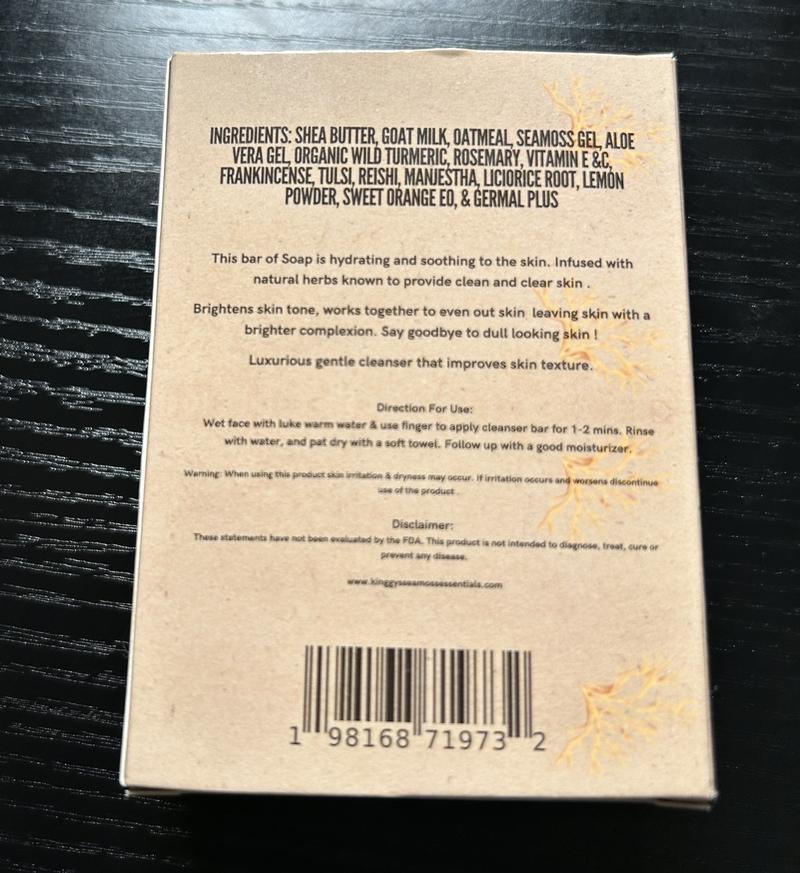 INGREDIENTS: SHEA BUTTER, GOAT MILK, OATMEAL, SEAMOSS GEL, ALOE
VERA GEL, ORGANIC WILD TURMERIC, ROSEMARY, VITAMIN E &C,
FRANKINCENSE, TULSI, REISHI, MANJESTHA, LICIORICE ROOT, LEMON
POWDER, SWEET ORANGE EO, & GERMAL PLUS
This bar of Soap is hydrating and soothing to the skin. Infused with
natural herbs known to provide clean and clear skin .
Brightens skin tone, works together to even out skin leaving skin with a
brighter complexion. Say goodbye to dull looking skin !
Luxurious gentle cleanser that improves skin texture.
Direction For Use:
Wet face with luke warm water & use finger to apply cleanser bar for 1-2 mins. Rinse
with water, and pat dry with a soft towel. Follow up with a good moisturizer.
Warning: When using this product skin irritation & dryness may occur. If irritation occurs and worsens discontinue
use of the product .
Disclaimer:
These statements have not been evaluated by the FDA. This product is not intended to diagnose, treat, cure or
prevent any disease.
www.kinggysseamossessentials.com
1 98168 71973 2